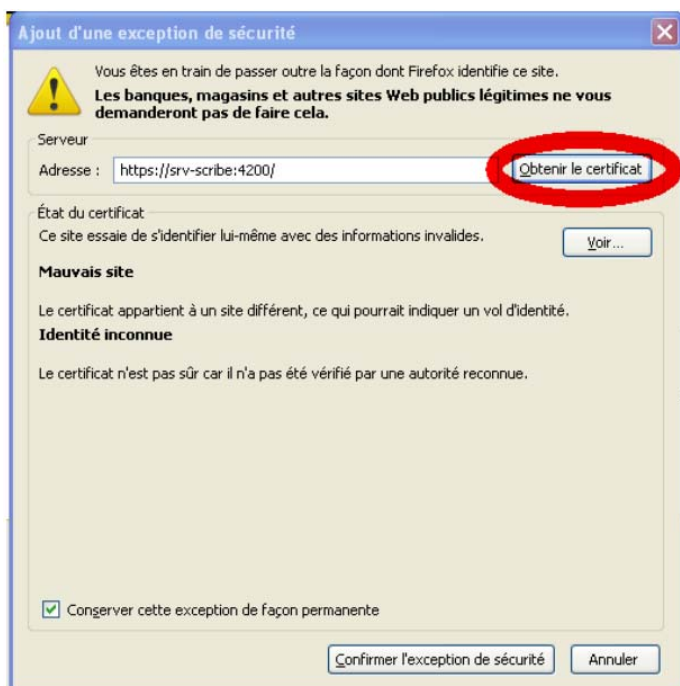 Ajout d'une exception de sécurité
Vous êtes en train de passer outre la façon dont Firefox identifie ce site.
Les banques, magasins et autres sites Web publics légitimes ne vous
demanderont pas de faire cela.
Serveur
Adresse : https://srv-scribe:4200/ Obtenir le certificat
État du certificat
Ce site essaie de s'identifier lui-même avec des informations invalides. Voir...
Mauvais site
Le certificat appartient à un site différent, ce qui pourrait indiquer un vol d'identité.
Identité inconnue
Le certificat n'est pas sûr car il n'a pas été vérifié par une autorité reconnue.
Conserver cette exception de façon permanente
Confirmer l'exception de sécurité Annuler